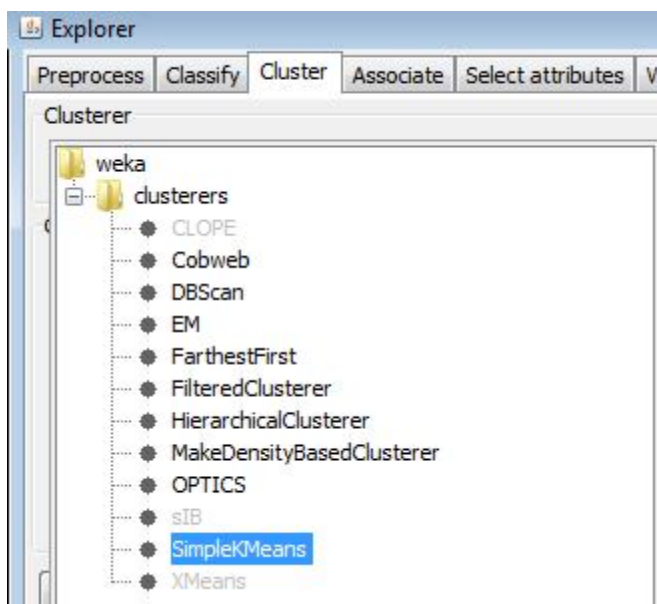 Explorer
Preprocess Classify Cluster Associate Select attributes
Clusterer
weka
clusterers
CLOPE
Cobweb
DBScan
EM
FarthestFirst
FilteredClusterer
HierarchicalClusterer
MakeDensityBasedClusterer
OPTICS
sIB
SimpleKMeans
XMeans